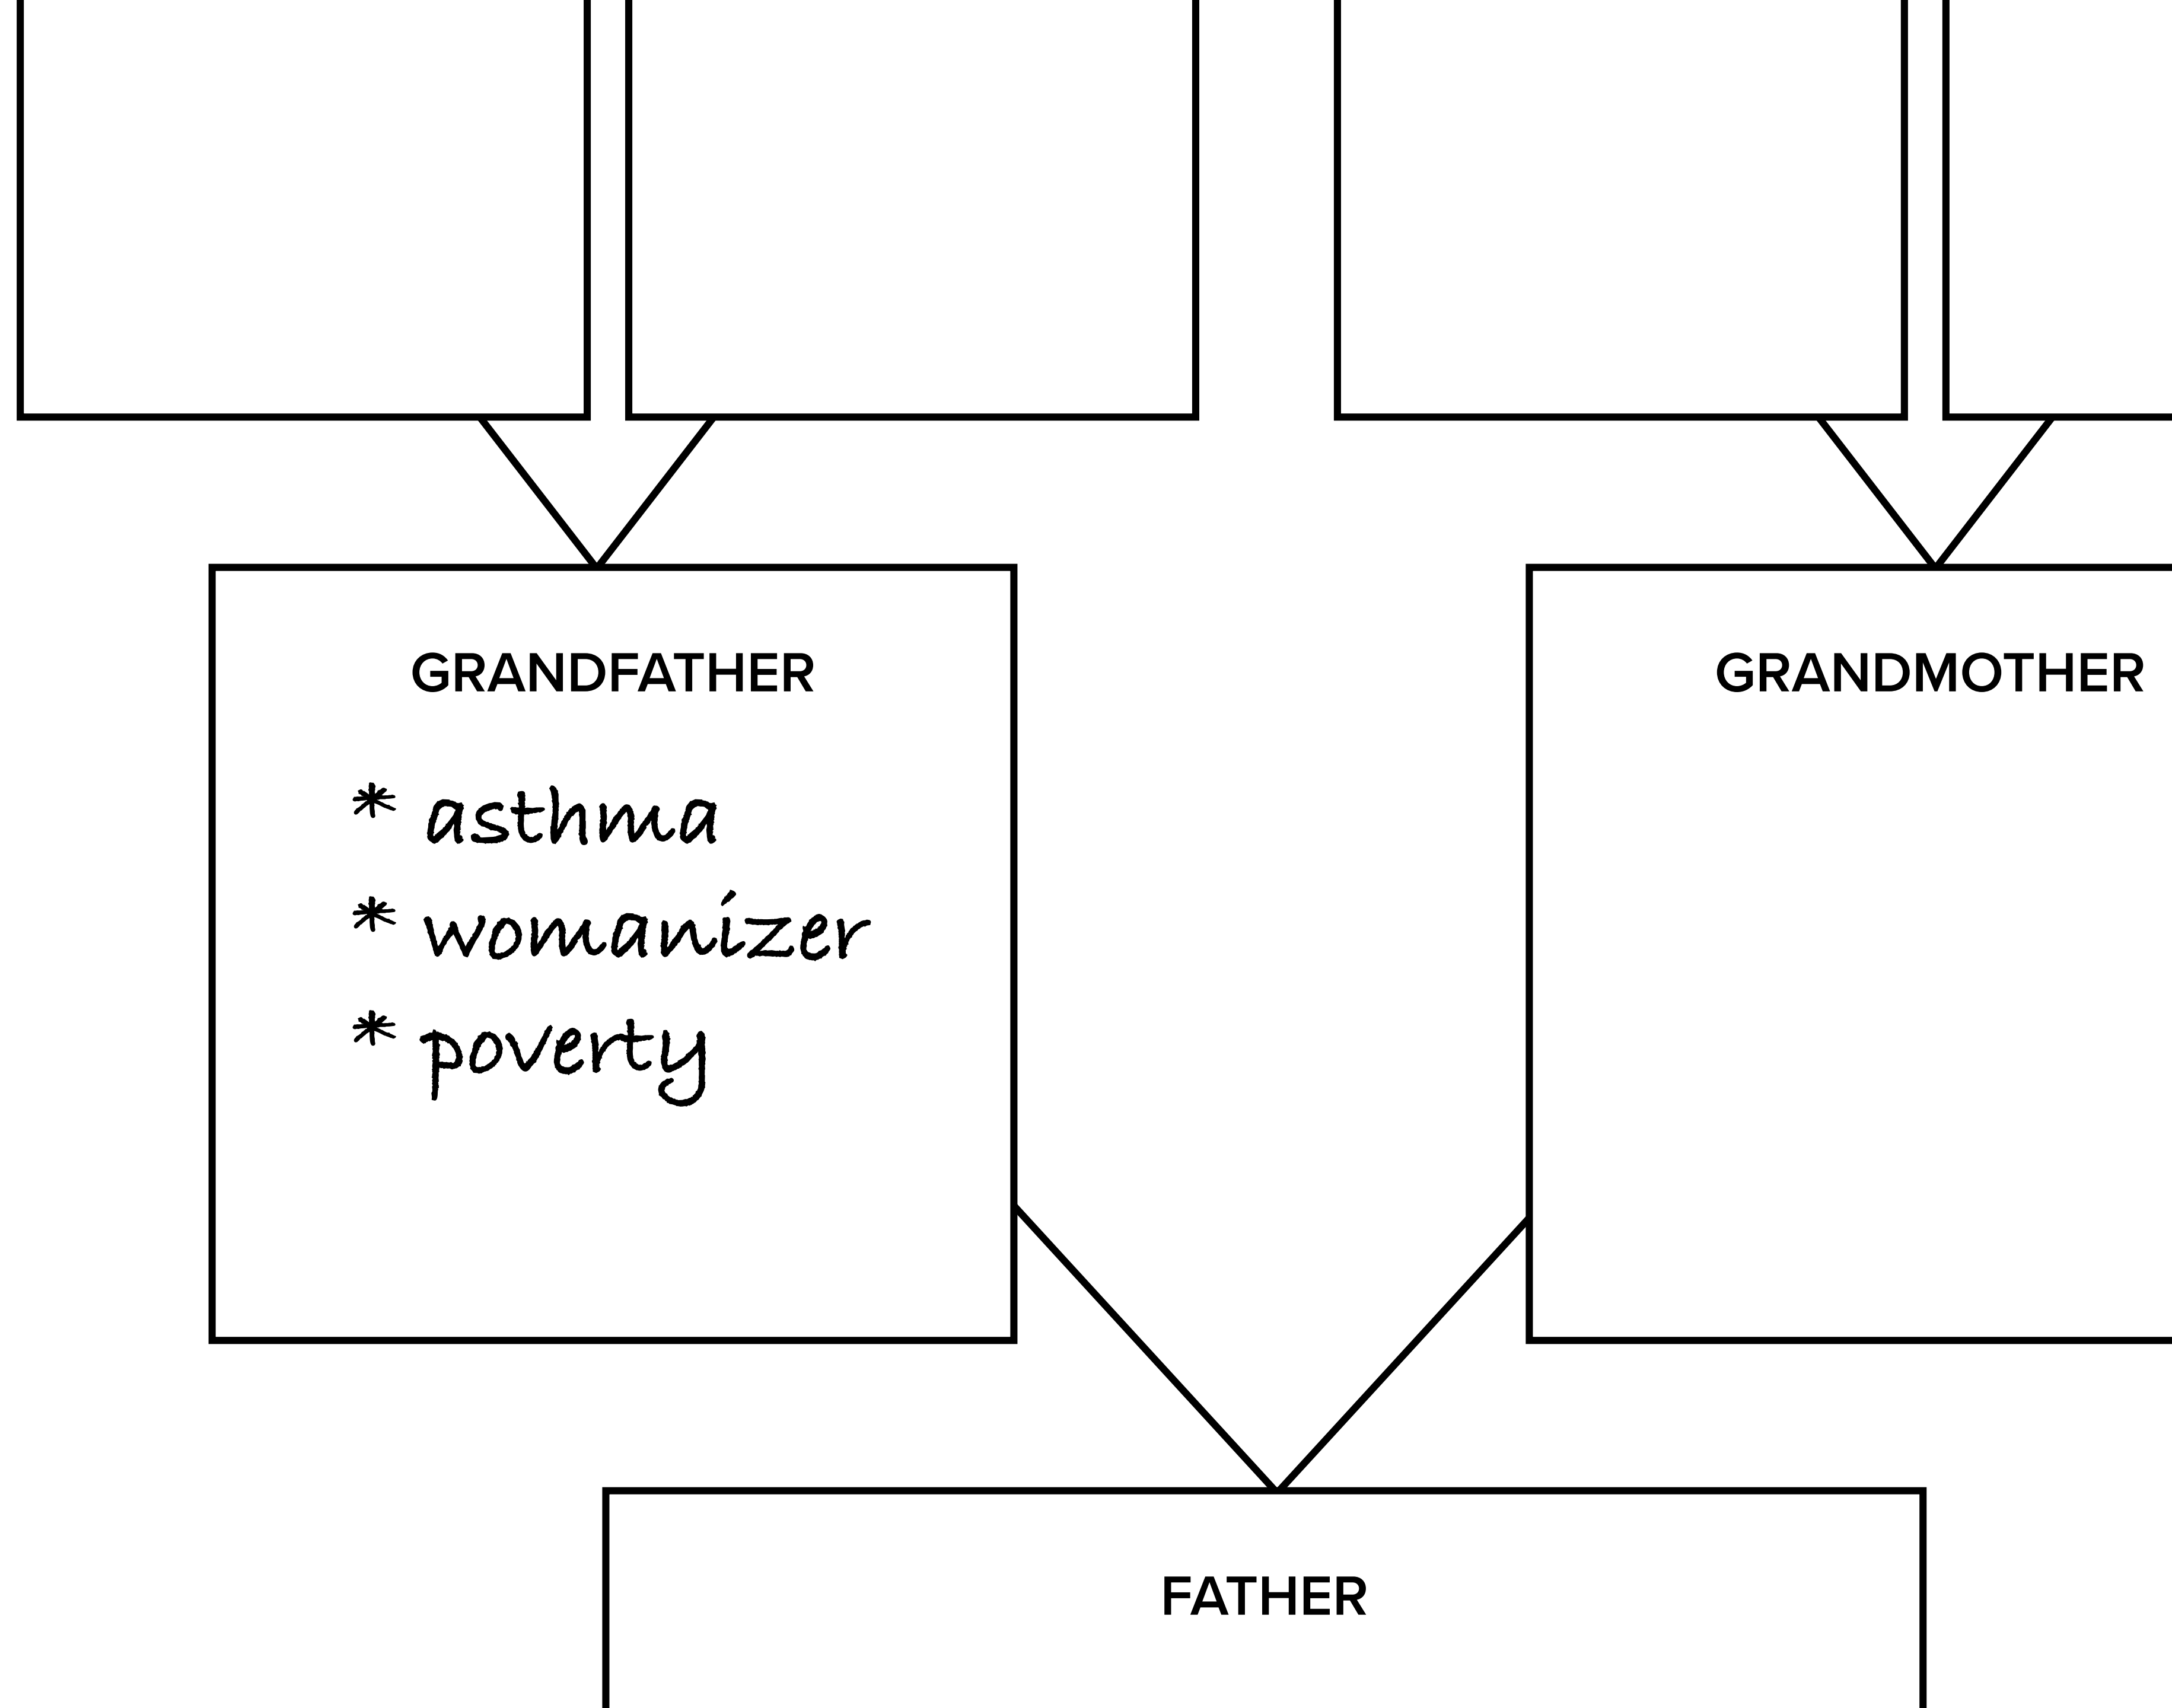 GRANDFATHER
* asthma
* womanizer
* poverty
GRANDMOTHER
FATHER